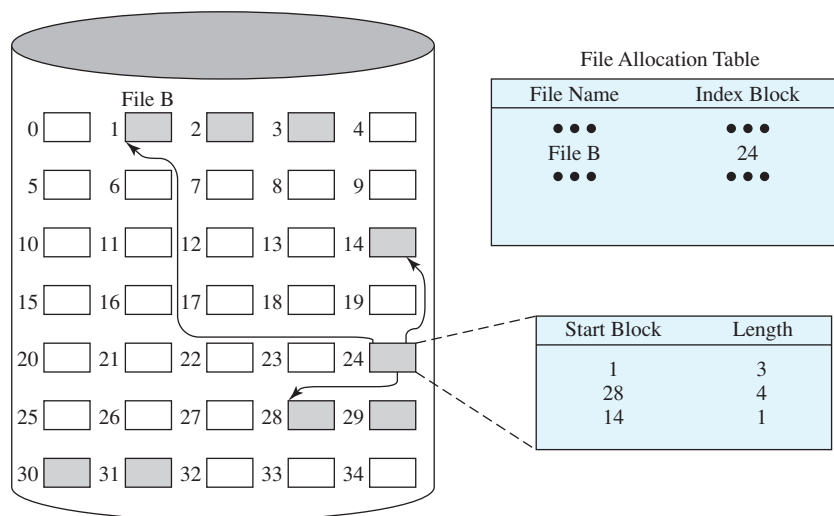 File Allocation Table
File Name Index Block
••• •••
File B 24
••• •••
File B
0 1 2 3 4
5 6 7 8 9
10 11 12 13 14
15 16 17 18 19
20 21 22 23 24
25 26 27 28 29
30 31 32 33 34
Start Block Length
1 3
28 4
14 1